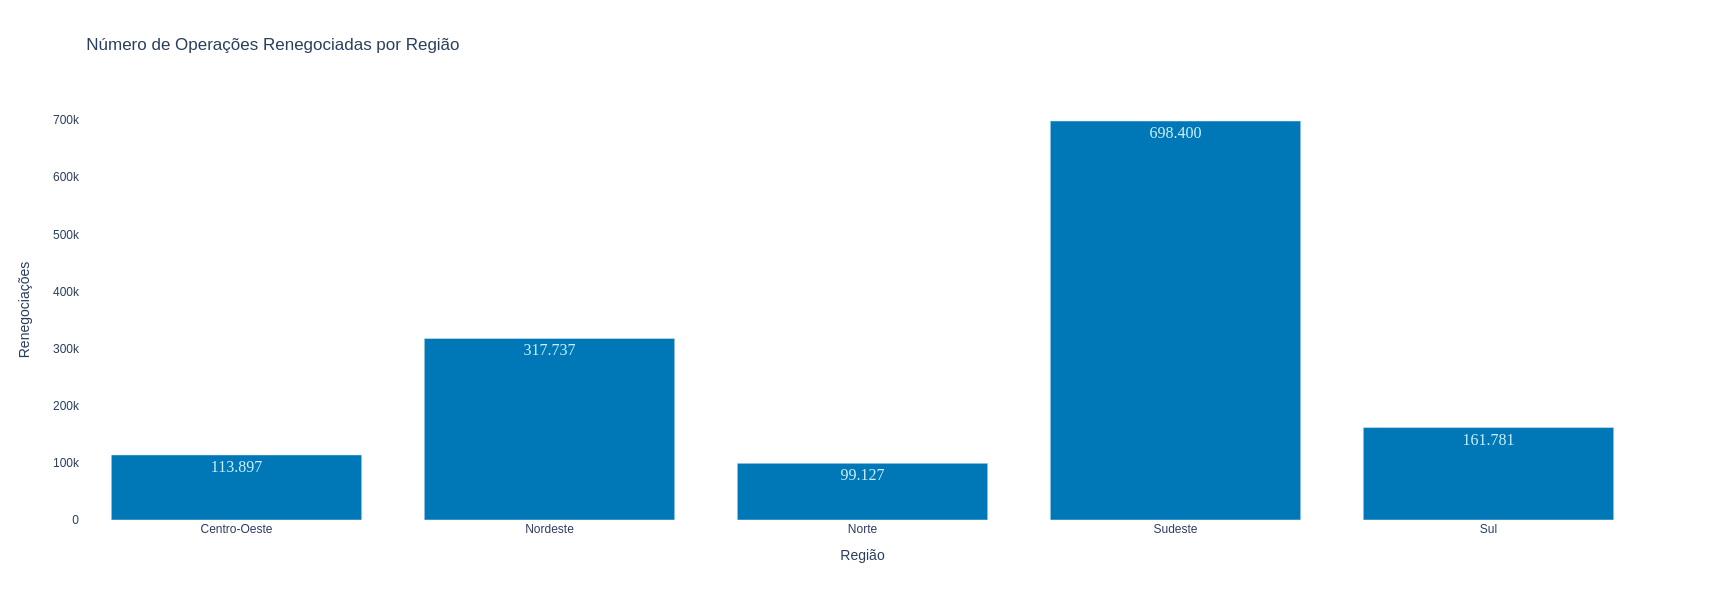 Número de Operações Renegociadas por Região
700k
600k
500k
400k
300k
200k
100k
0
Renegociações
113.897
317.737
99.127
698.400
161.781
Centro-Oeste
Nordeste
Norte
Sudeste
Sul
Região